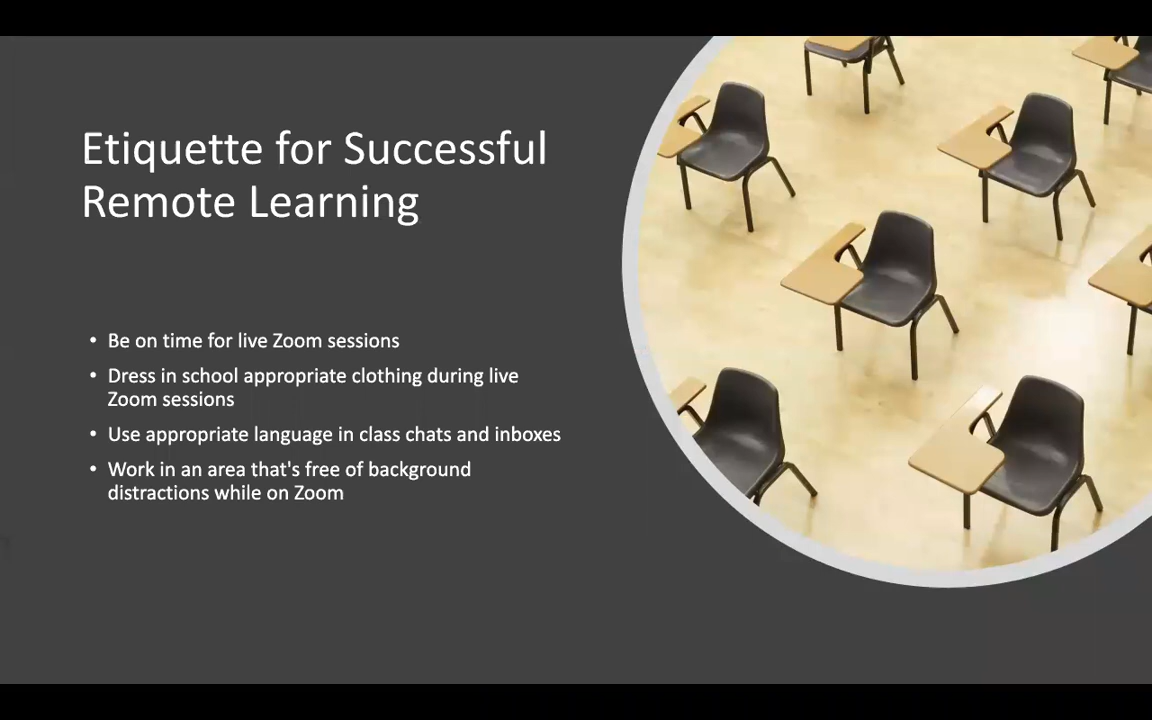 Etiquette for Successful
Remote Learning
• Be on time for live Zoom sessions
• Dress in school appropriate clothing during live
Zoom sessions
• Use appropriate language in class chats and inboxes
• Work in an area that's free of background
distractions while on Zoom